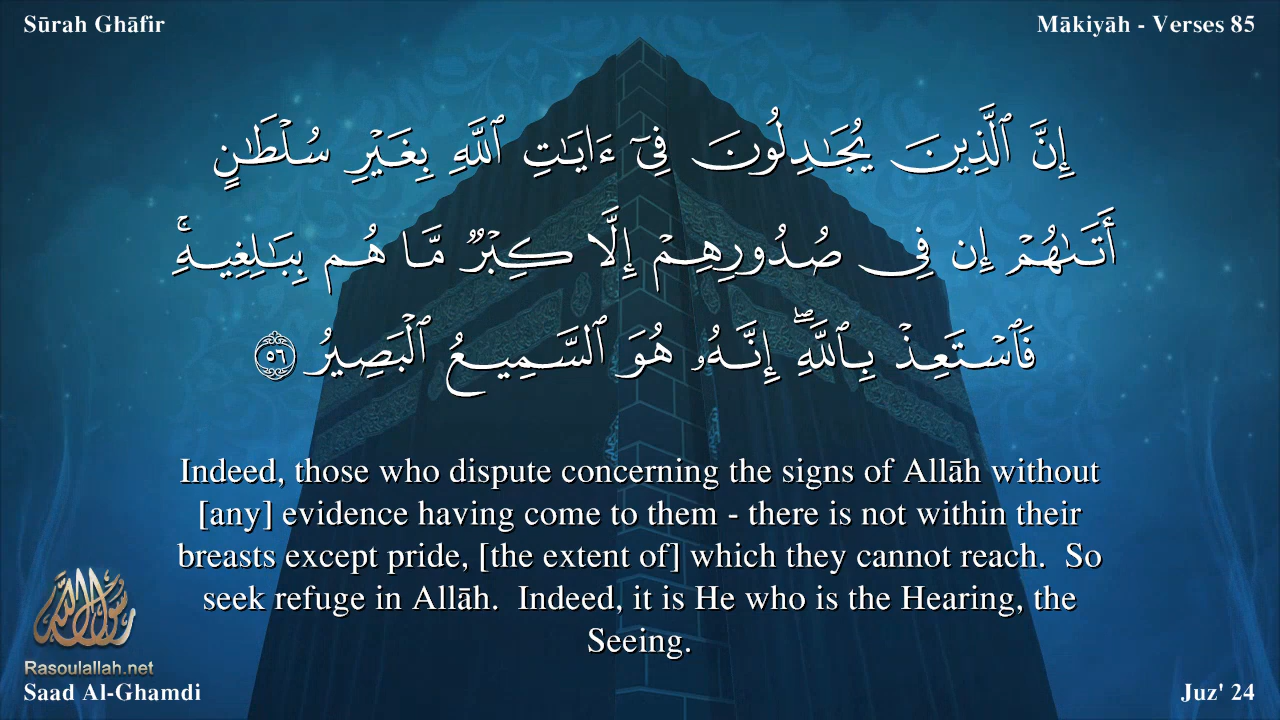 Sūrah Ghāfir
Mākiyāh - Verses 85
إِنَّ ٱلَّذِينَ يُجَـٰدِلُونَ فِىٓ ءَايَـٰتِ ٱللَّهِ بِغَيْرِ سُلْطَـٰنٍ
أَتَىٰهُمْ إِن فِى صُدُورِهِمْ إِلَّا كِبْرٌ مَّا هُم بِبَـٰلِغِيهِ ۚ
فَٱسْتَعِذْ بِٱللَّهِ ۖ إِنَّهُۥ هُوَ ٱلسَّمِيعُ ٱلْبَصِيرُ ٥٦
Indeed, those who dispute concerning the signs of Allāh without
[any] evidence having come to them - there is not within their
breasts except pride, [the extent of] which they cannot reach.  So
seek refuge in Allāh.  Indeed, it is He who is the Hearing, the
Seeing.
رسول الله
Rasoulallah.net
Saad Al-Ghamdi
Juz' 24